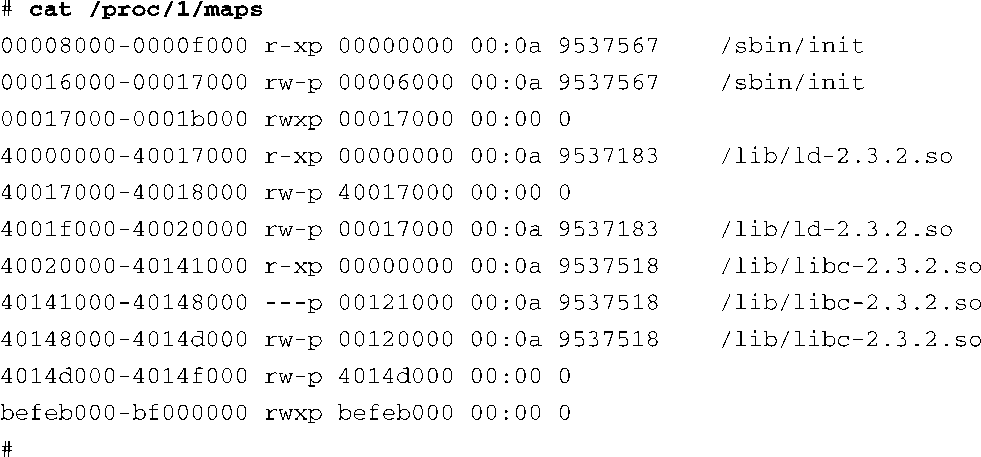 # cat /proc/1/maps
00008000-0000f000 r-xp 00000000 00:0a 9537567 /sbin/init
00016000-00017000 rw-p 00006000 00:0a 9537567 /sbin/init
00017000-0001b000 rwxp 00017000 00:00 0
40000000-40017000 r-xp 00000000 00:0a 9537183 /lib/ld-2.3.2.so
40017000-40018000 rw-p 40017000 00:00 0
4001f000-40020000 rw-p 00017000 00:0a 9537183 /lib/ld-2.3.2.so
40020000-40141000 r-xp 00000000 00:0a 9537518 /lib/libc-2.3.2.so
40141000-40148000 ---p 00121000 00:0a 9537518 /lib/libc-2.3.2.so
40148000-4014d000 rw-p 00120000 00:0a 9537518 /lib/libc-2.3.2.so
4014d000-4014f000 rw-p 4014d000 00:00 0
befeb000-bf000000 rwxp befeb000 00:00 0
#